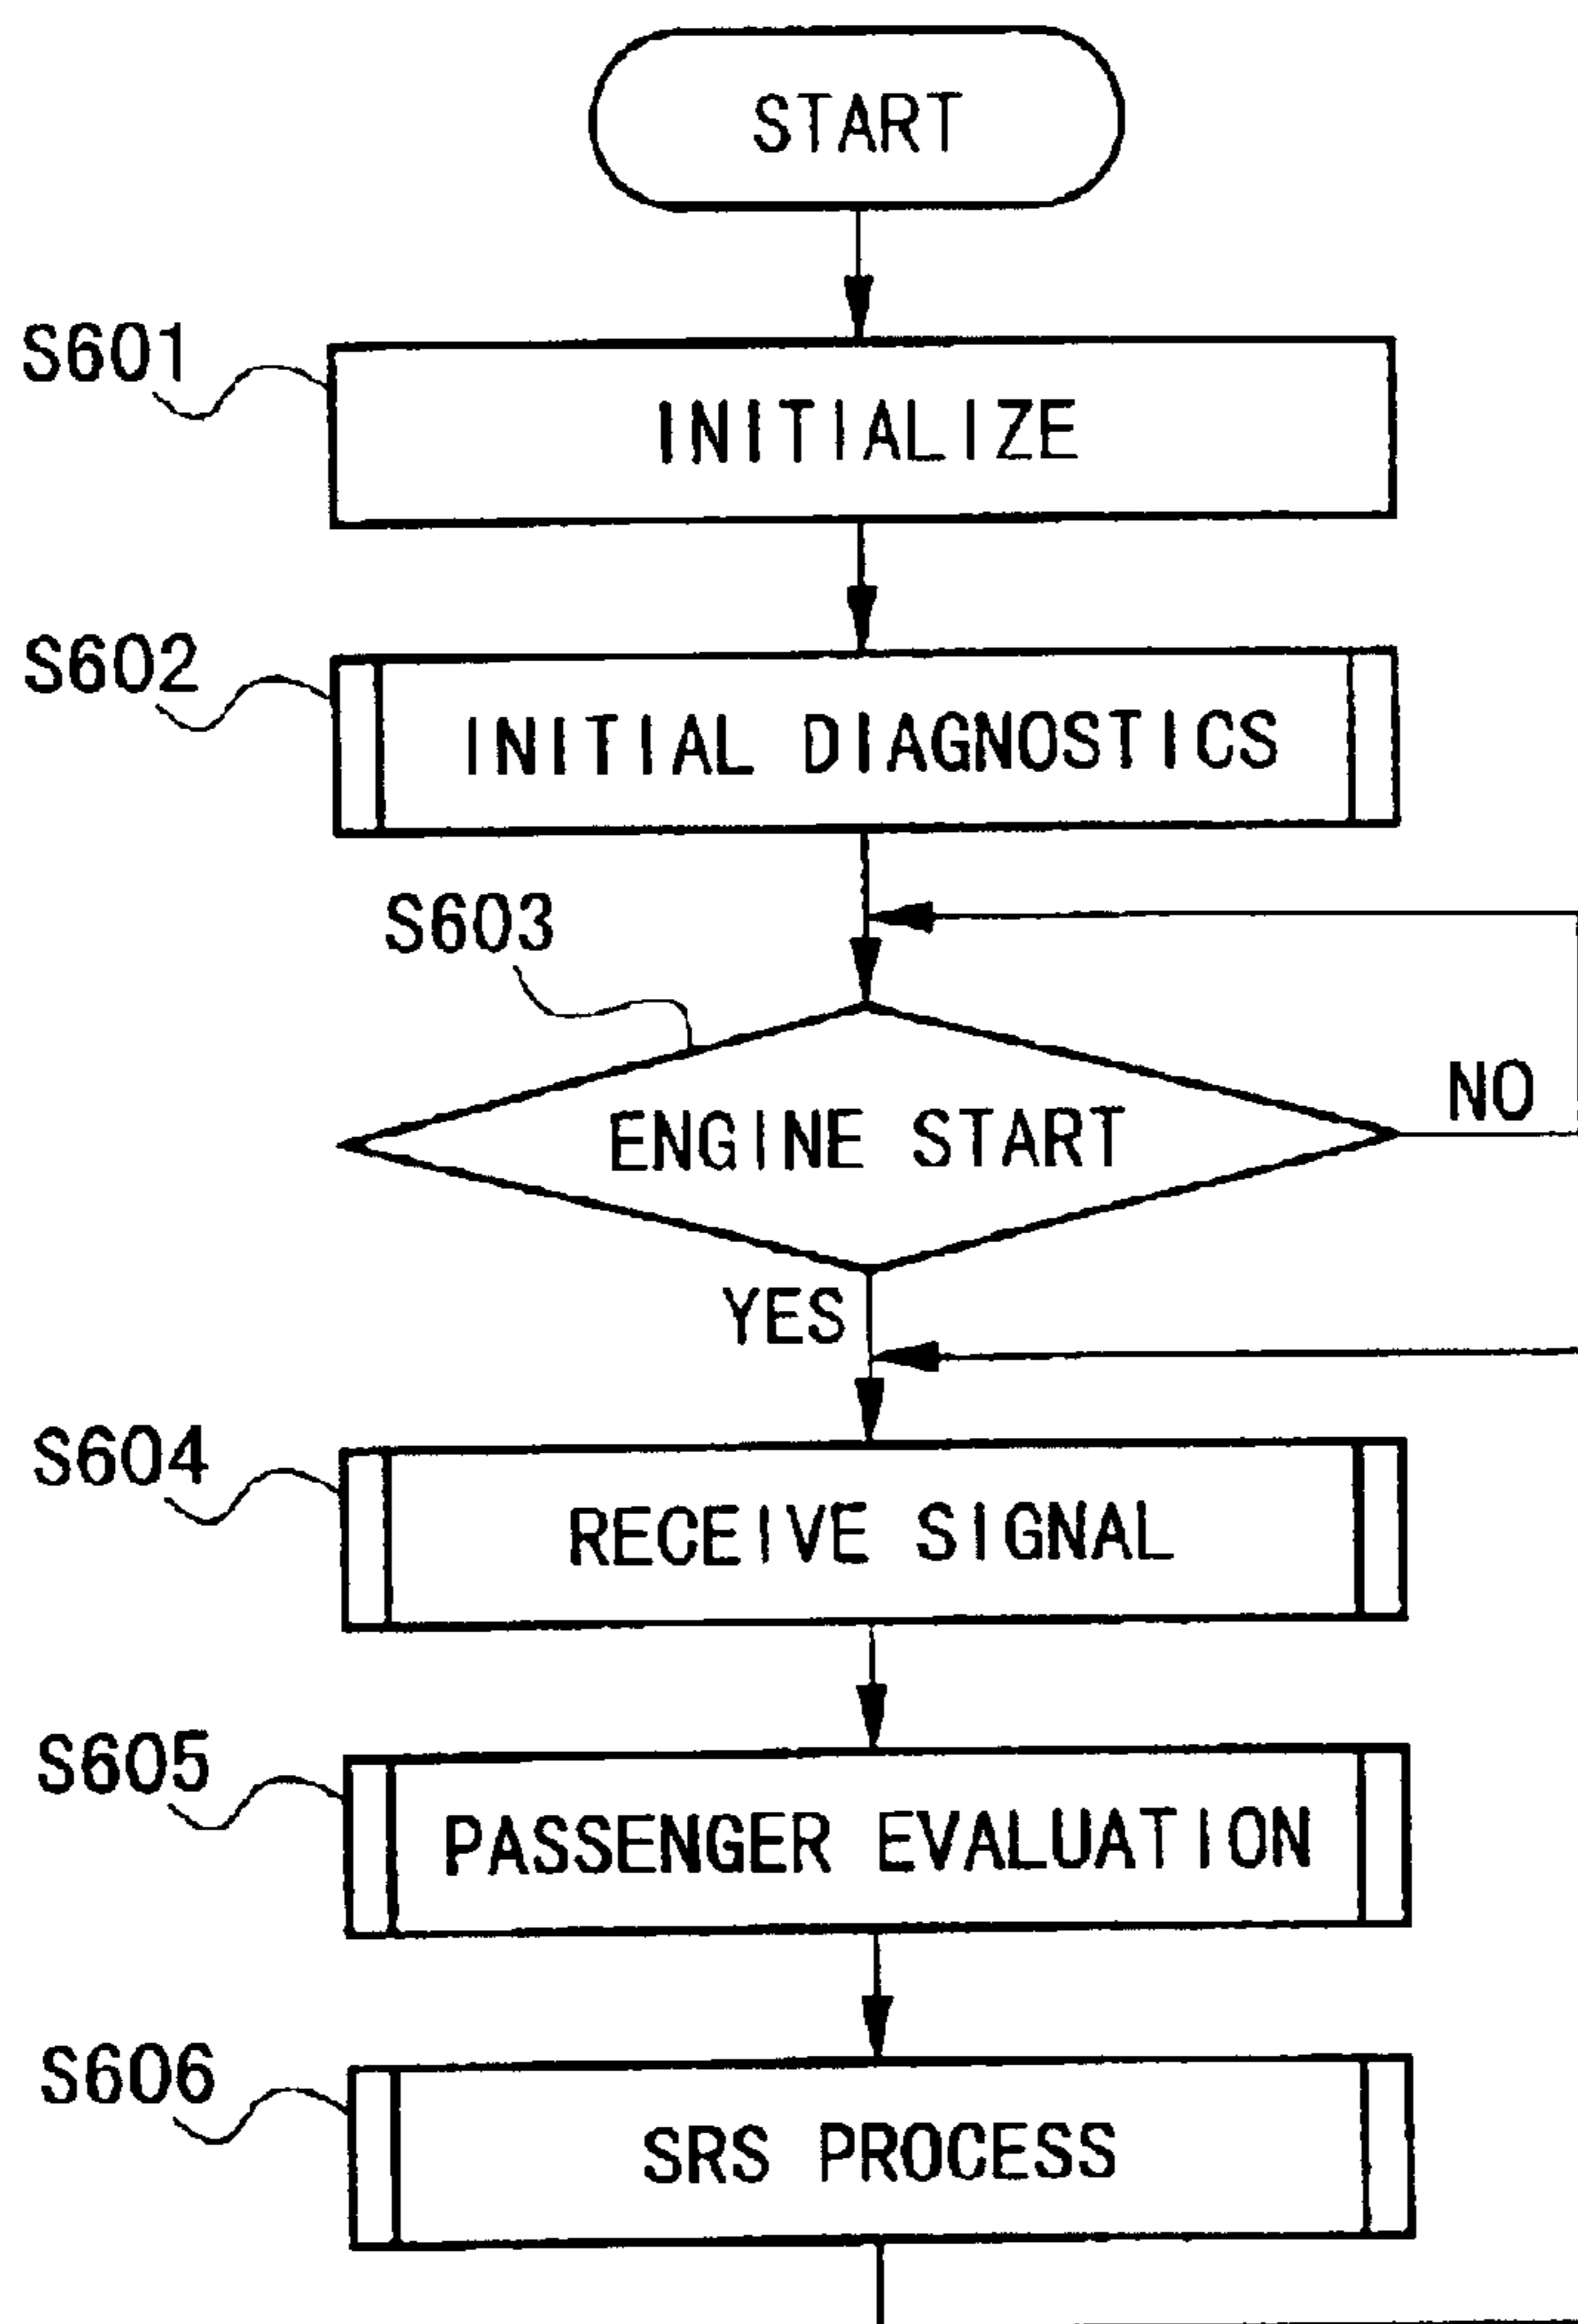 START
S601
INITIALIZE
S602
INITIAL DIAGNOSTICS
S603
ENGINE START
NO
YES
S604
RECEIVE SIGNAL
S605
PASSENGER EVALUATION
S606
SRS PROCESS